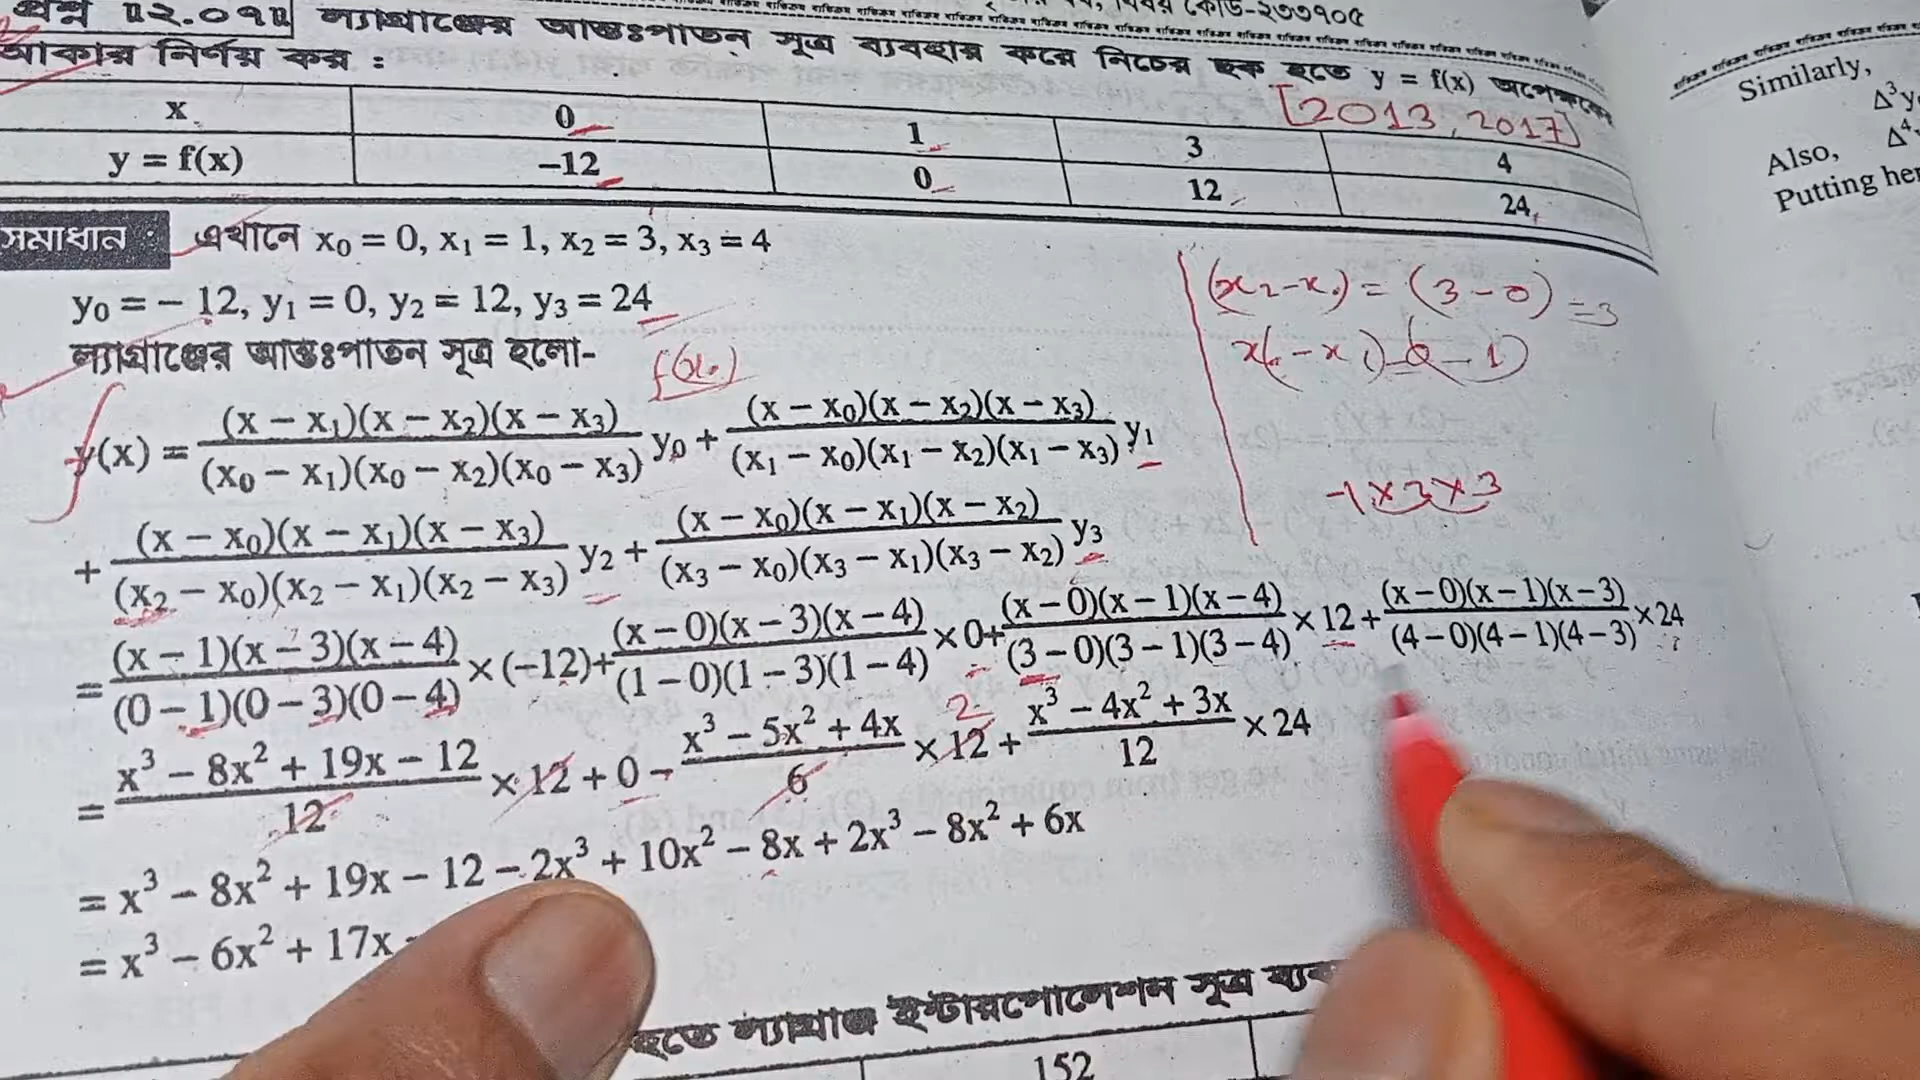 প্রশ্ন ॥২.০৭॥ ল্যাগ্রাঞ্জের আন্তঃপাতন সূত্র ব্যবহার করে নিচের ছক হতে y = f(x) অপেক্ষকের
আকার নির্ণয় কর :
[2013, 2017]
x 0 1 3 4
y = f(x) –12 0 12 24
সমাধান : এখানে x₀ = 0, x₁ = 1, x₂ = 3, x₃ = 4
y₀ = – 12, y₁ = 0, y₂ = 12, y₃ = 24
ল্যাগ্রাঞ্জের আন্তঃপাতন সূত্র হলো-
f(x₀)
y(x) = (x – x₁)(x – x₂)(x – x₃) / (x₀ – x₁)(x₀ – x₂)(x₀ – x₃) y₀ + (x – x₀)(x – x₂)(x – x₃) / (x₁ – x₀)(x₁ – x₂)(x₁ – x₃) y₁
+ (x – x₀)(x – x₁)(x – x₃) / (x₂ – x₀)(x₂ – x₁)(x₂ – x₃) y₂ + (x – x₀)(x – x₁)(x – x₂) / (x₃ – x₀)(x₃ – x₁)(x₃ – x₂) y₃
= (x – 1)(x – 3)(x – 4) / (0 – 1)(0 – 3)(0 – 4) × (–12) + (x – 0)(x – 3)(x – 4) / (1 – 0)(1 – 3)(1 – 4) × 0 + (x – 0)(x – 1)(x – 4) / (3 – 0)(3 – 1)(3 – 4) × 12 + (x – 0)(x – 1)(x – 3) / (4 – 0)(4 – 1)(4 – 3) × 24
2
= x³ – 8x² + 19x – 12 / 12 × 12 + 0 – x³ – 5x² + 4x / 6 × 12 + x³ – 4x² + 3x / 12 × 24
= x³ – 8x² + 19x – 12 – 2x³ + 10x² – 8x + 2x³ – 8x² + 6x
= x³ – 6x² + 17x
হতে ল্যাগ্রাঞ্জ ইন্টারপোলেশন সূত্র
152
(x₂-x₀) = (3-0) = 3
Similarly,
Δ³y
Δ⁴
Also,
Putting her